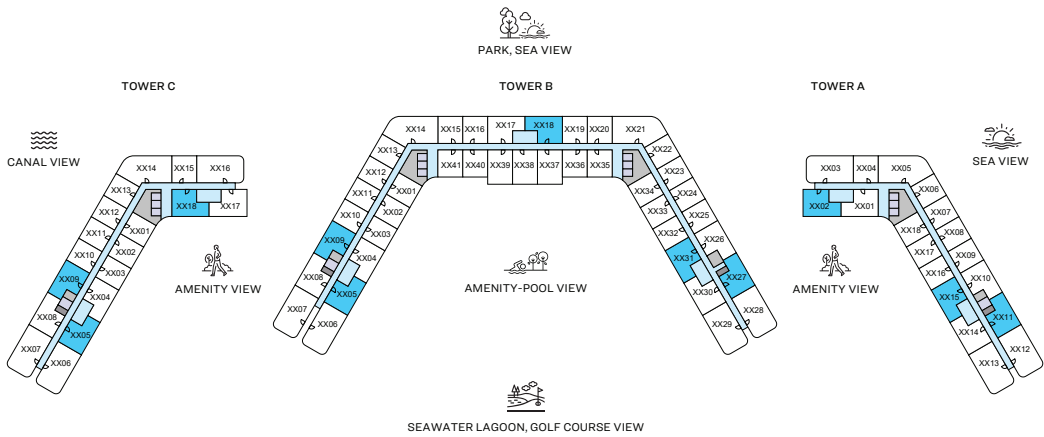 PARK, SEA VIEW
TOWER C
TOWER B
TOWER A
CANAL VIEW
SEA VIEW
XX14 XX15 XX16
XX13
XX12
XX11
XX10
XX09
XX08
XX07
XX18 XX17
XX01
XX02
XX03
XX04
XX05
XX06
AMENITY VIEW
XX14 XX15 XX16 XX17 XX18 XX19 XX20 XX21
XX13
XX12
XX11
XX10
XX09
XX08
XX07
XX41 XX40 XX39 XX38 XX37 XX36 XX35
XX01
XX02
XX03
XX04
XX05
XX06
XX22
XX23
XX24
XX25
XX26
XX27
XX28
XX34
XX33
XX32
XX31
XX30
XX29
AMENITY-POOL VIEW
XX03 XX04 XX05
XX02 XX01
XX06
XX07
XX08
XX09
XX10
XX11
XX12
XX18
XX17
XX16
XX15
XX14
XX13
AMENITY VIEW
SEAWATER LAGOON, GOLF COURSE VIEW